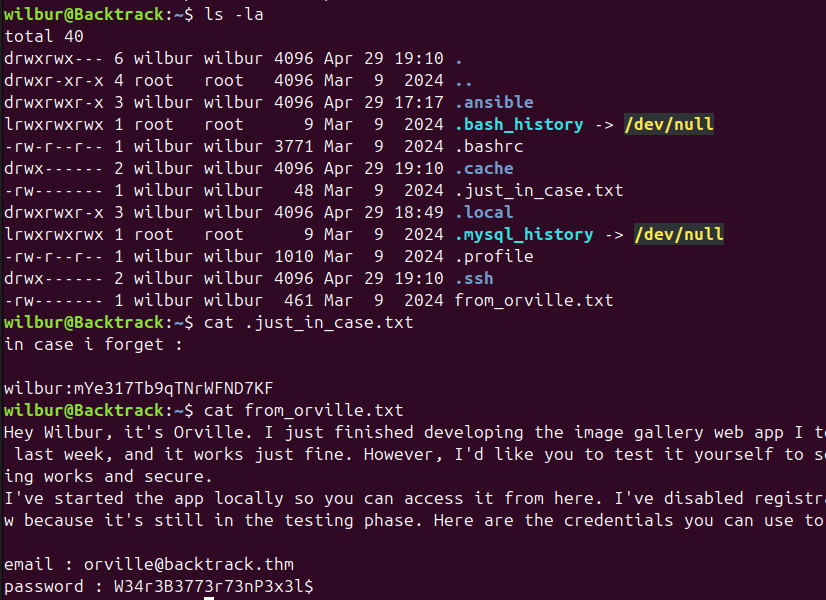 wilbur@Backtrack:~$ ls -la
total 40
drwxrwx--- 6 wilbur wilbur 4096 Apr 29 19:10 .
drwxr-xr-x 4 root   root   4096 Mar  9  2024 ..
drwxrwxr-x 3 wilbur wilbur 4096 Apr 29 17:17 .ansible
lrwxrwxrwx 1 root   root      9 Mar  9  2024 .bash_history -> /dev/null
-rw-r--r-- 1 wilbur wilbur 3771 Mar  9  2024 .bashrc
drwx------ 2 wilbur wilbur 4096 Apr 29 19:10 .cache
-rw------- 1 wilbur wilbur   48 Mar  9  2024 .just_in_case.txt
drwxrwxr-x 3 wilbur wilbur 4096 Apr 29 18:49 .local
lrwxrwxrwx 1 root   root      9 Mar  9  2024 .mysql_history -> /dev/null
-rw-r--r-- 1 wilbur wilbur 1010 Mar  9  2024 .profile
drwx------ 2 wilbur wilbur 4096 Apr 29 19:10 .ssh
-rw------- 1 wilbur wilbur  461 Mar  9  2024 from_orville.txt
wilbur@Backtrack:~$ cat .just_in_case.txt
in case i forget :
wilbur:mYe317Tb9qTNrWFND7KF
wilbur@Backtrack:~$ cat from_orville.txt
Hey Wilbur, it's Orville. I just finished developing the image gallery web app I
last week, and it works just fine. However, I'd like you to test it yourself to
ing works and secure.
I've started the app locally so you can access it from here. I've disabled
w because it's still in the testing phase. Here are the credentials you can use to
email : orville@backtrack.thm
password : W34r3B3773r73nP3x3l$